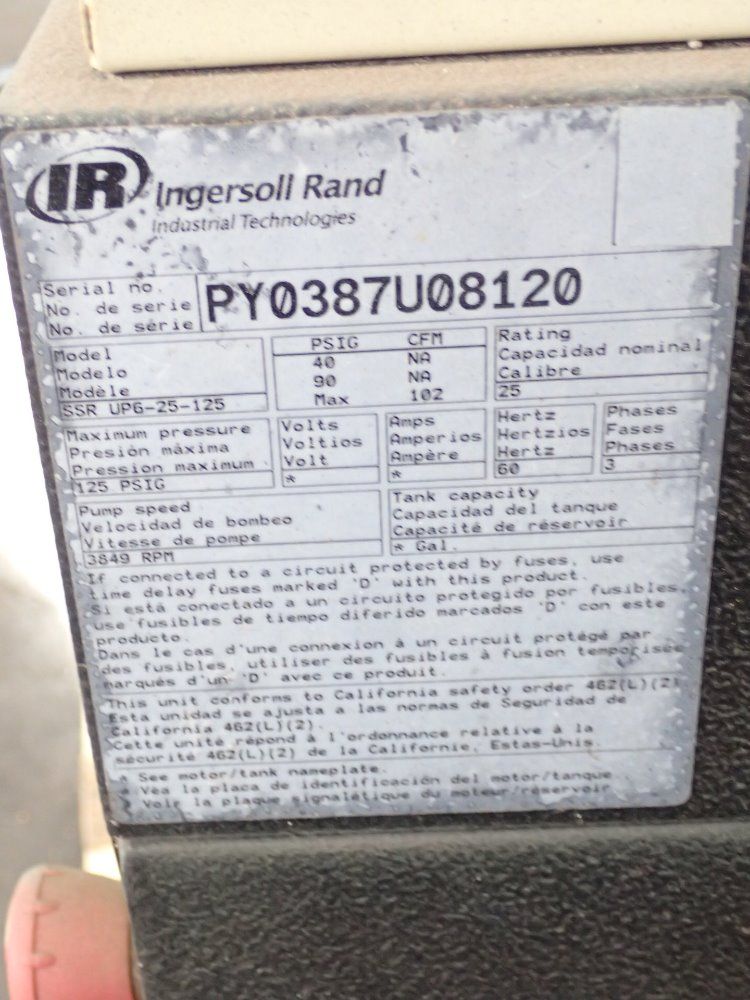 IR Ingersoll Rand
Industrial Technologies
Serial no.
No. de serie
No. de série
PY0387U08120
Model
Modelo
Modèle
SSR UP6-25-125
PSIG CFM
40 NA
90 NA
Max 102
Rating
Capacidad nominal
Calibre
25
Maximum pressure
Presión máxima
Pression maximum
125 PSIG
Volts
Voltios
Volt
*
Amps
Amperios
Ampère
*
Hertz
Hertzios
Hertz
60
Phases
Fases
Phases
3
Pump speed
Velocidad de bombeo
Vitesse de pompe
3849 RPM
Tank capacity
Capacidad del tanque
Capacité de réservoir
* Gal.
If connected to a circuit protected by fuses, use
time delay fuses marked 'D' with this product.
Si está conectado a un circuito protegido por fusibles,
use fusibles de tiempo diferido marcados 'D' con este
producto.
Dans le cas d'une connexion à un circuit protégé par
des fusibles, utiliser des fusibles à fusion temporisée
marqués d'un 'D' avec ce produit.
This unit conforms to California safety order 462(L)(2)
Esta unidad se ajusta a las normas de Seguridad de
California 462(L)(2).
Cette unité répond à l'ordonnance relative à la
sécurité 462(L)(2) de la Californie, Estas-Unis.
* See motor/tank nameplate.
* Vea la placa de identificación del motor/tanque
* Voir la plaque signalétique du moteur/réservoir